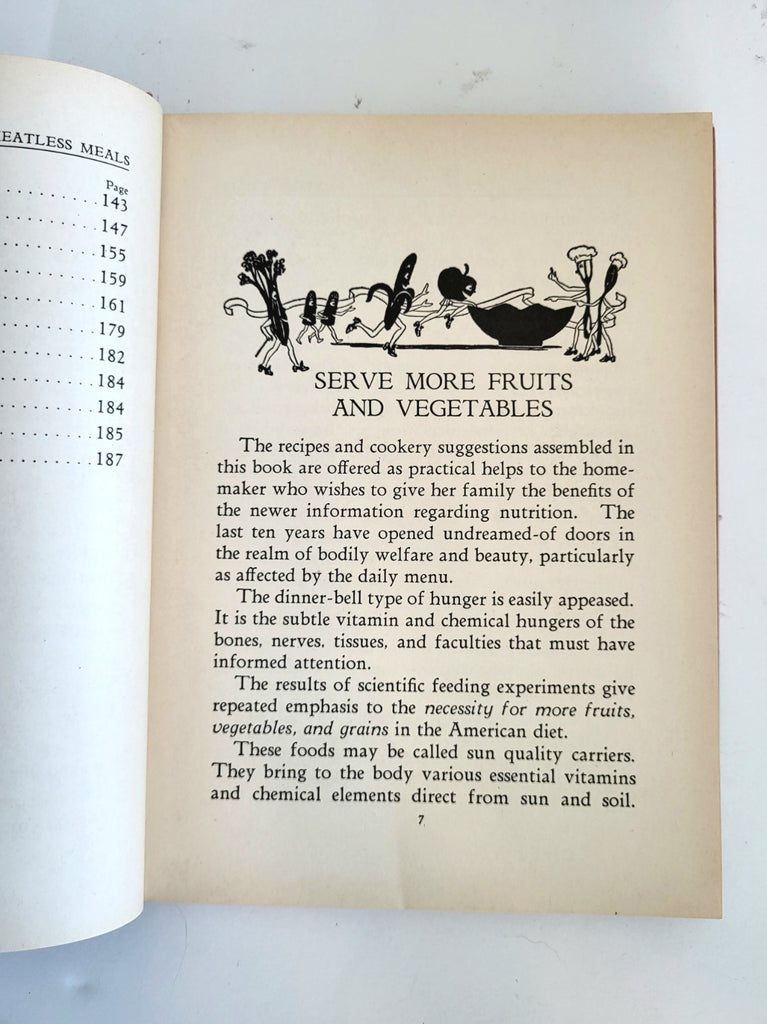 EATLESS MEALS
Page
. . . . . . . . . 143
. . . . . . . . . 147
. . . . . . . . . 155
. . . . . . . . . 159
. . . . . . . . . 161
. . . . . . . . . 179
. . . . . . . . . 182
. . . . . . . . . 184
. . . . . . . . . 184
. . . . . . . . . 185
. . . . . . . . . 187
SERVE MORE FRUITS
AND VEGETABLES
The recipes and cookery suggestions assembled in
this book are offered as practical helps to the home-
maker who wishes to give her family the benefits of
the newer information regarding nutrition. The
last ten years have opened undreamed-of doors in
the realm of bodily welfare and beauty, particularly
as affected by the daily menu.
The dinner-bell type of hunger is easily appeased.
It is the subtle vitamin and chemical hungers of the
bones, nerves, tissues, and faculties that must have
informed attention.
The results of scientific feeding experiments give
repeated emphasis to the necessity for more fruits,
vegetables, and grains in the American diet.
These foods may be called sun quality carriers.
They bring to the body various essential vitamins
and chemical elements direct from sun and soil.
7